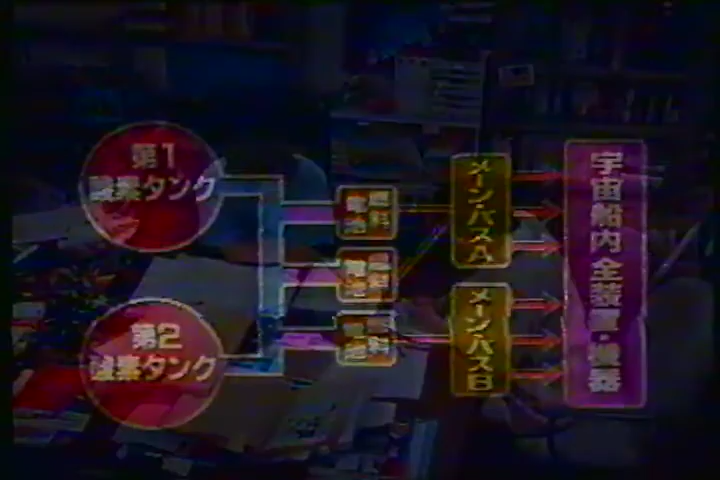 第1
酸素タンク
第2
酸素タンク
燃料
電池
燃料
電池
燃料
電池
メーンバスA
メーンバスB
宇宙船内全装置・機器